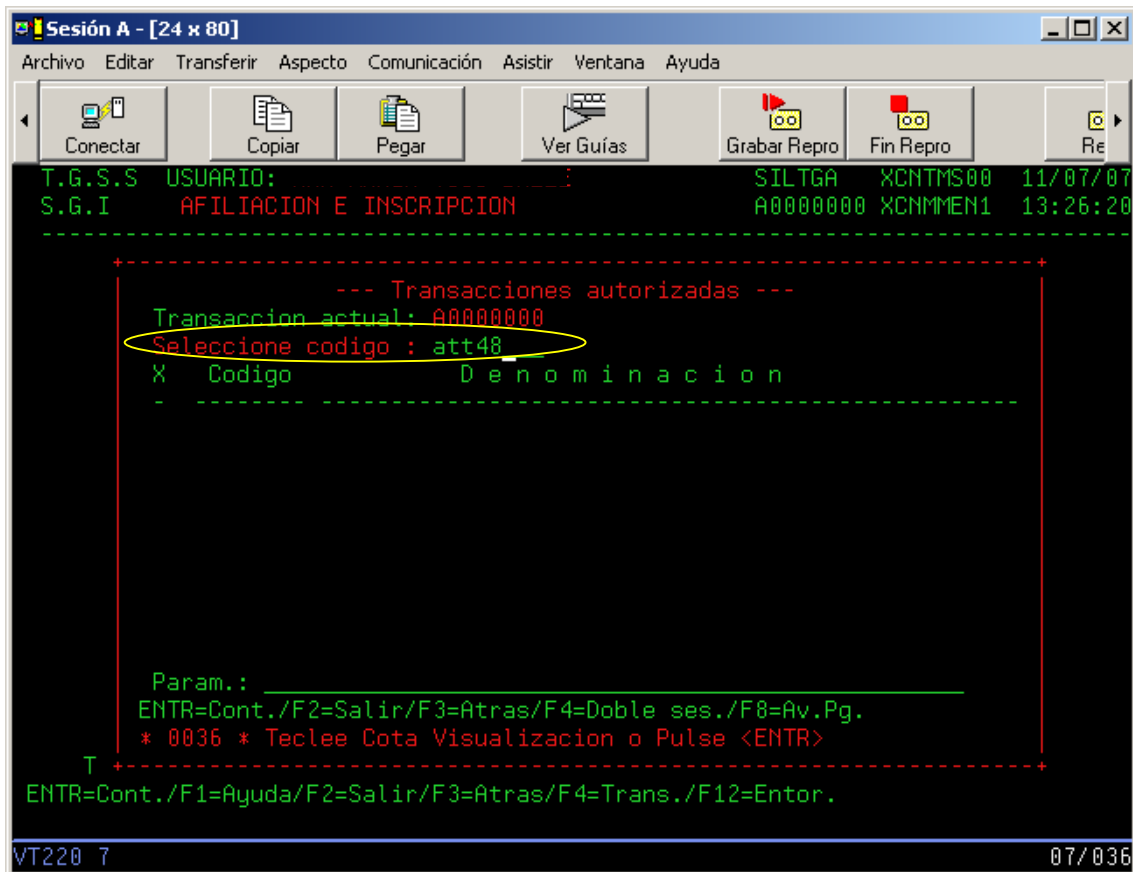 Sesión A - [24 x 80]
Archivo Editar Transferir Aspecto Comunicación Asistir Ventana Ayuda
Conectar Copiar Pegar Ver Guías Grabar Repro Fin Repro Re
T.G.S.S USUARIO: SILTGA XCNTMS00 11/07/07
S.G.I AFILIACION E INSCRIPCION A0000000 XCNMMEN1 13:26:20
--- Transacciones autorizadas ---
Transaccion actual: A0000000
Seleccione codigo : att48
X Codigo D e n o m i n a c i o n
Param.:
ENTR=Cont./F2=Salir/F3=Atras/F4=Doble ses./F8=Av.Pg.
* 0036 * Teclee Cota Visualizacion o Pulse <ENTR>
T
ENTR=Cont./F1=Ayuda/F2=Salir/F3=Atras/F4=Trans./F12=Entor.
VT220 7 07/036